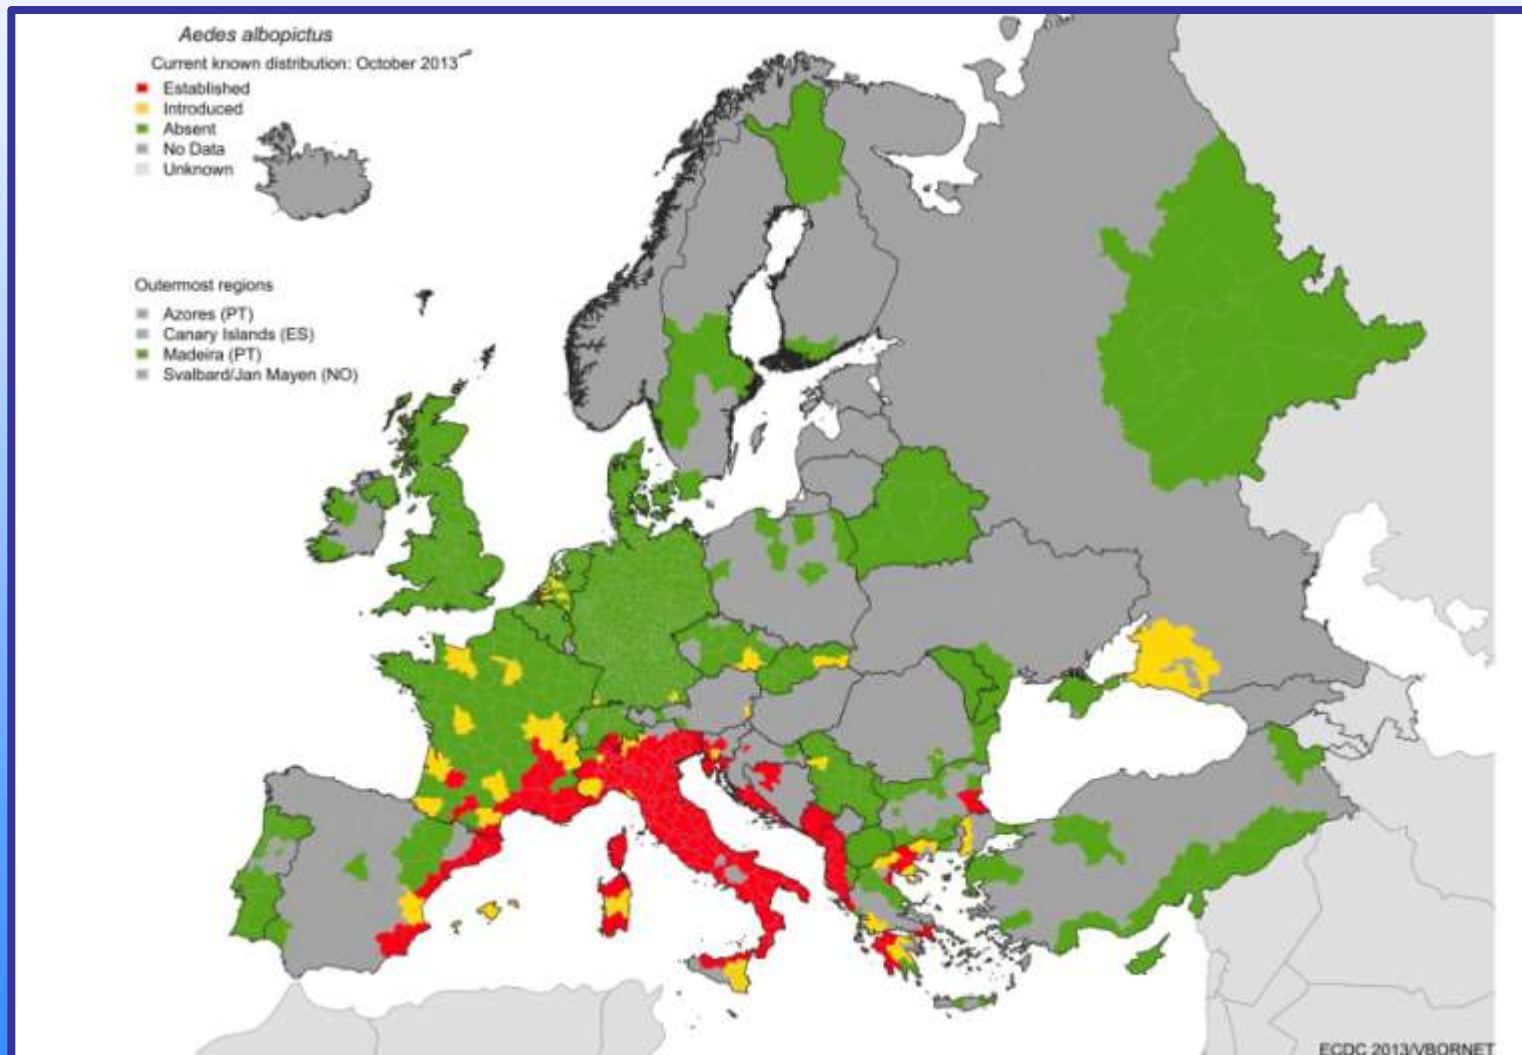 Aedes albopictus
Current known distribution: October 2013
Established
Introduced
Absent
No Data
Unknown
Outermost regions
Azores (PT)
Canary Islands (ES)
Madeira (PT)
Svalbard/Jan Mayen (NO)
ECDC 2013/VBORNET